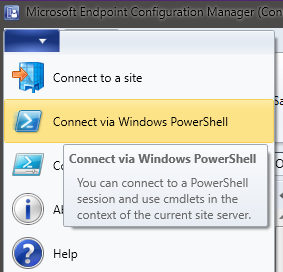 Microsoft Endpoint Configuration Manager (Con
Connect to a site
Sa
Connect via Windows PowerShell
Co
Connect via Windows PowerShell
You can connect to a PowerShell
session and use cmdlets in the
context of the current site server.
Ab
Help